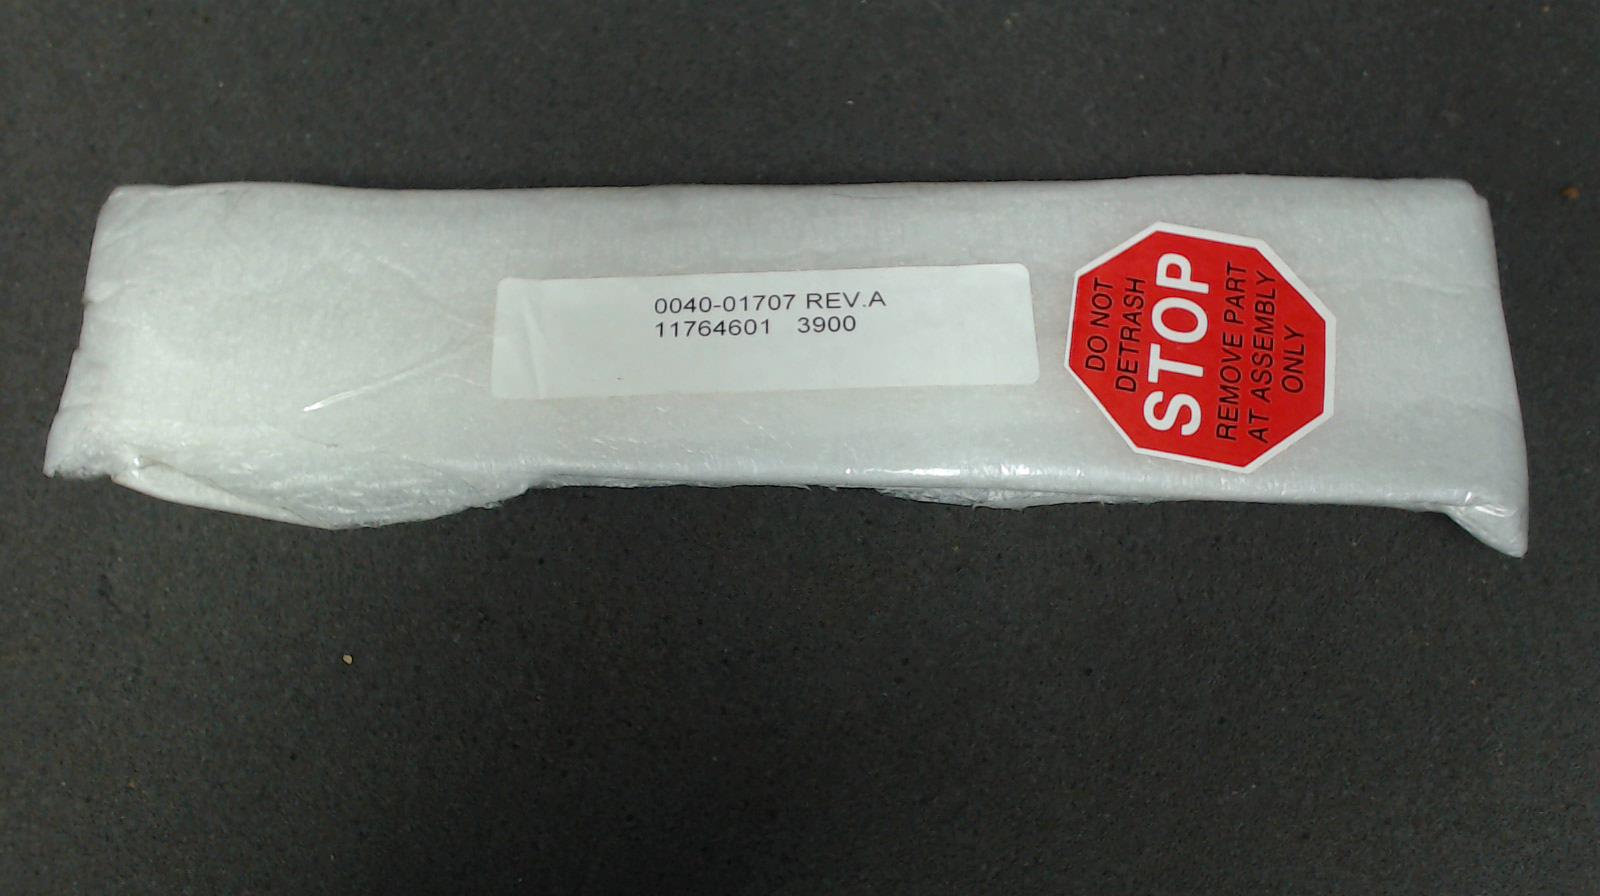 0040-01707 REV.A
11764601 3900
DO NOT
DETRASH
STOP
REMOVE PART
AT ASSEMBLY
ONLY